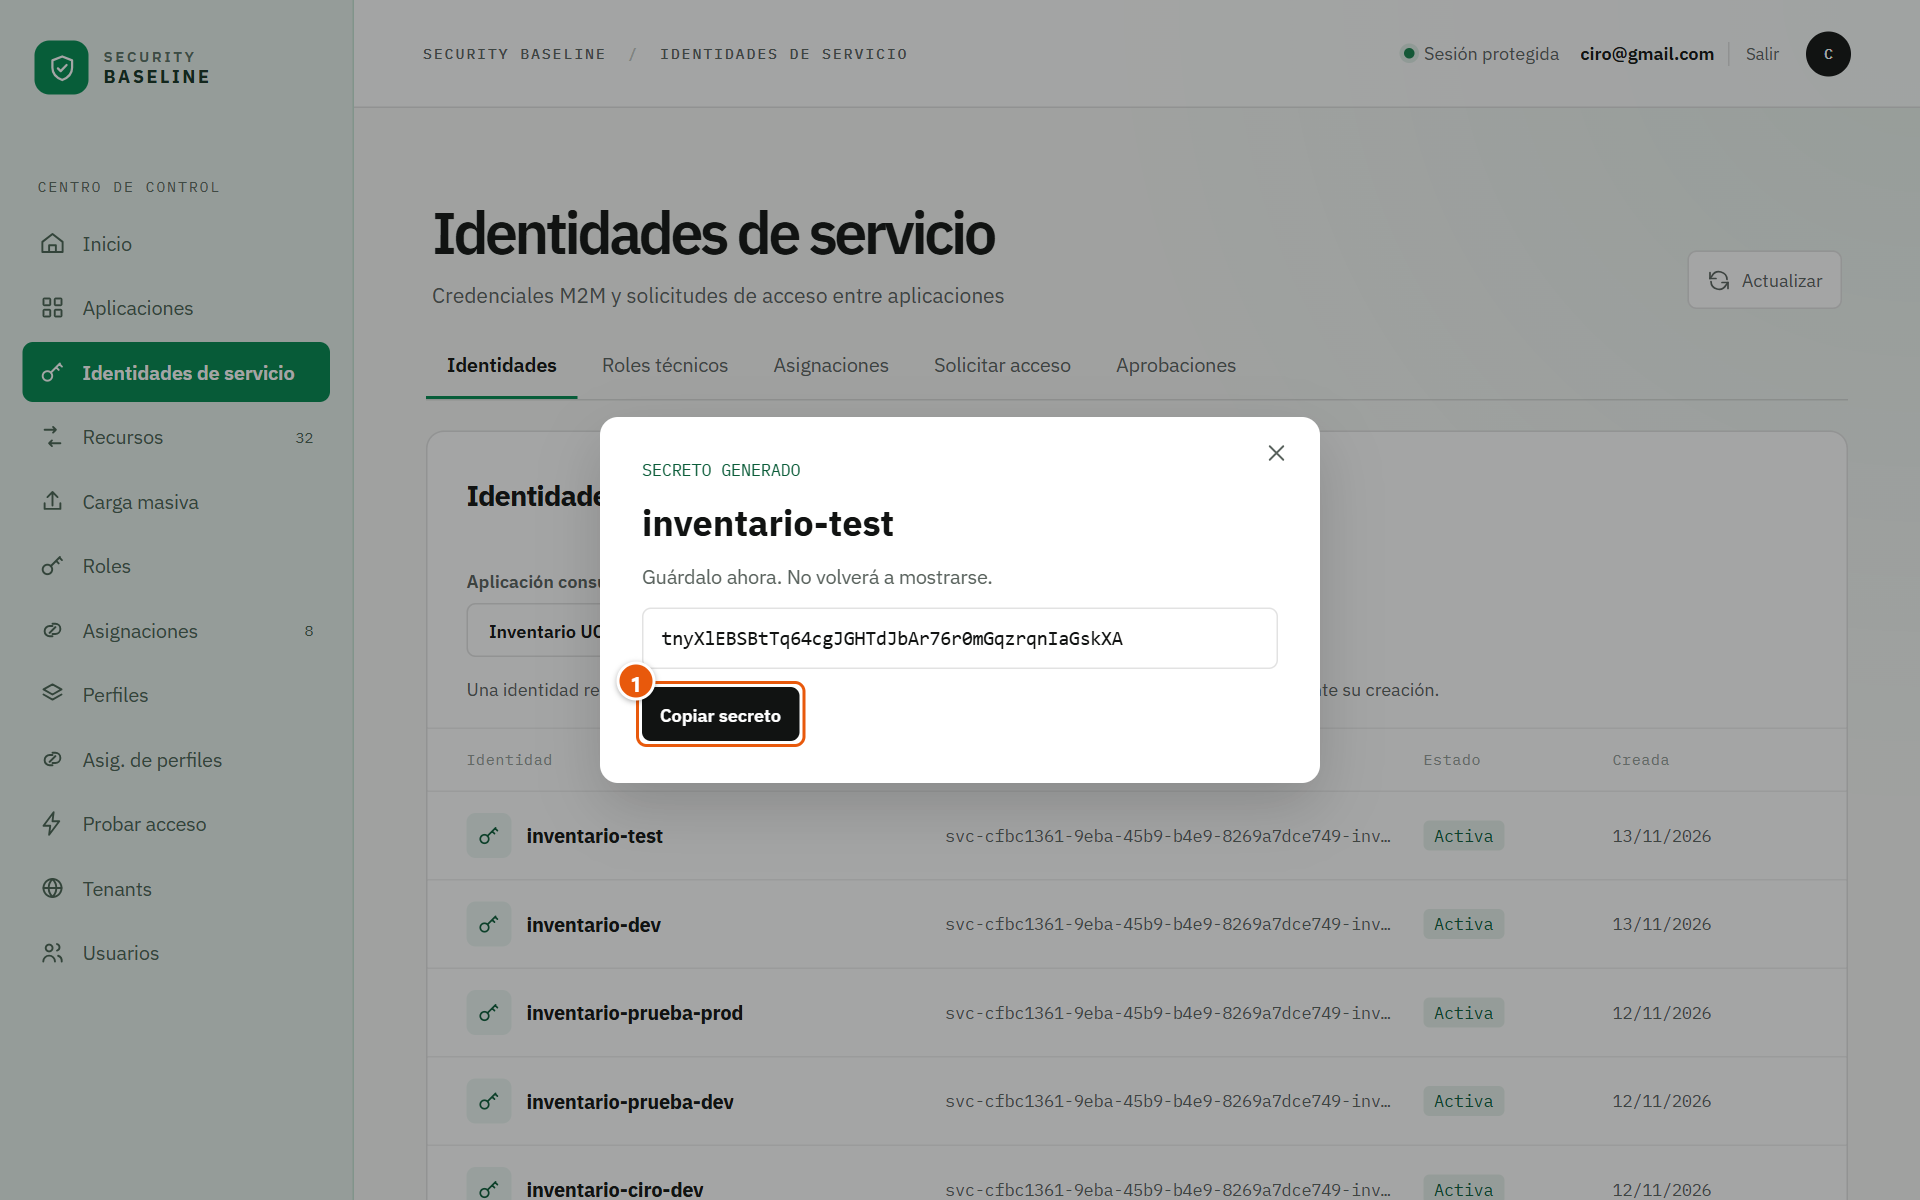 SECURITY
BASELINE
SECURITY BASELINE / IDENTIDADES DE SERVICIO
Sesión protegida
ciro@gmail.com
Salir
C
CENTRO DE CONTROL
Inicio
Aplicaciones
Identidades de servicio
Recursos 32
Carga masiva
Roles
Asignaciones 8
Perfiles
Asig. de perfiles
Probar acceso
Tenants
Usuarios
Identidades de servicio
Credenciales M2M y solicitudes de acceso entre aplicaciones
Actualizar
Identidades Roles técnicos Asignaciones Solicitar acceso Aprobaciones
SECRETO GENERADO
inventario-test
Guárdalo ahora. No volverá a mostrarse.
tnyXlEBSBtTq64cgJGHTdJbAr76r0mGqzrqnIaGskXA
1
Copiar secreto
Identidade
Aplicación consu
Inventario UC
Una identidad re
te su creación.
Identidad Estado Creada
inventario-test svc-cfbc1361-9eba-45b9-b4e9-8269a7dce749-inv… Activa 13/11/2026
inventario-dev svc-cfbc1361-9eba-45b9-b4e9-8269a7dce749-inv… Activa 13/11/2026
inventario-prueba-prod svc-cfbc1361-9eba-45b9-b4e9-8269a7dce749-inv… Activa 12/11/2026
inventario-prueba-dev svc-cfbc1361-9eba-45b9-b4e9-8269a7dce749-inv… Activa 12/11/2026
inventario-ciro-dev svc-cfbc1361-9eba-45b9-b4e9-8269a7dce749-inv… Activa 12/11/2026